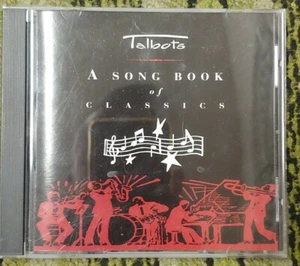 Talbots
A SONG BOOK
of
CLASSICS